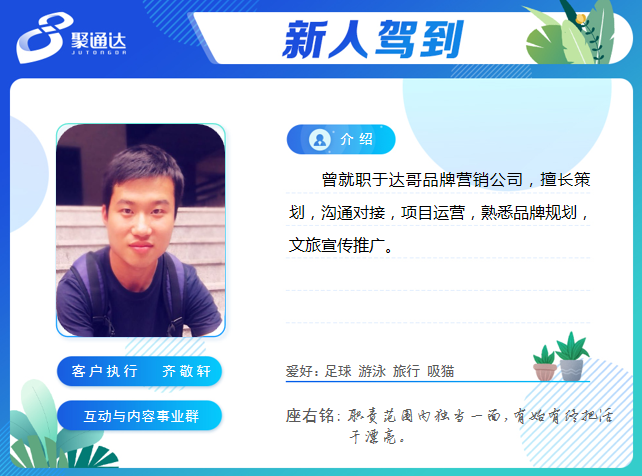 聚通达
JUTONGDA
新人驾到
介绍
曾就职于达哥品牌营销公司，擅长策
划，沟通对接，项目运营，熟悉品牌规划，
文旅宣传推广。
客户执行 齐敬轩
互动与内容事业群
爱好：足球 游泳 旅行 吸猫
座右铭：职责范围内独当一面，有始有终把活
干漂亮。